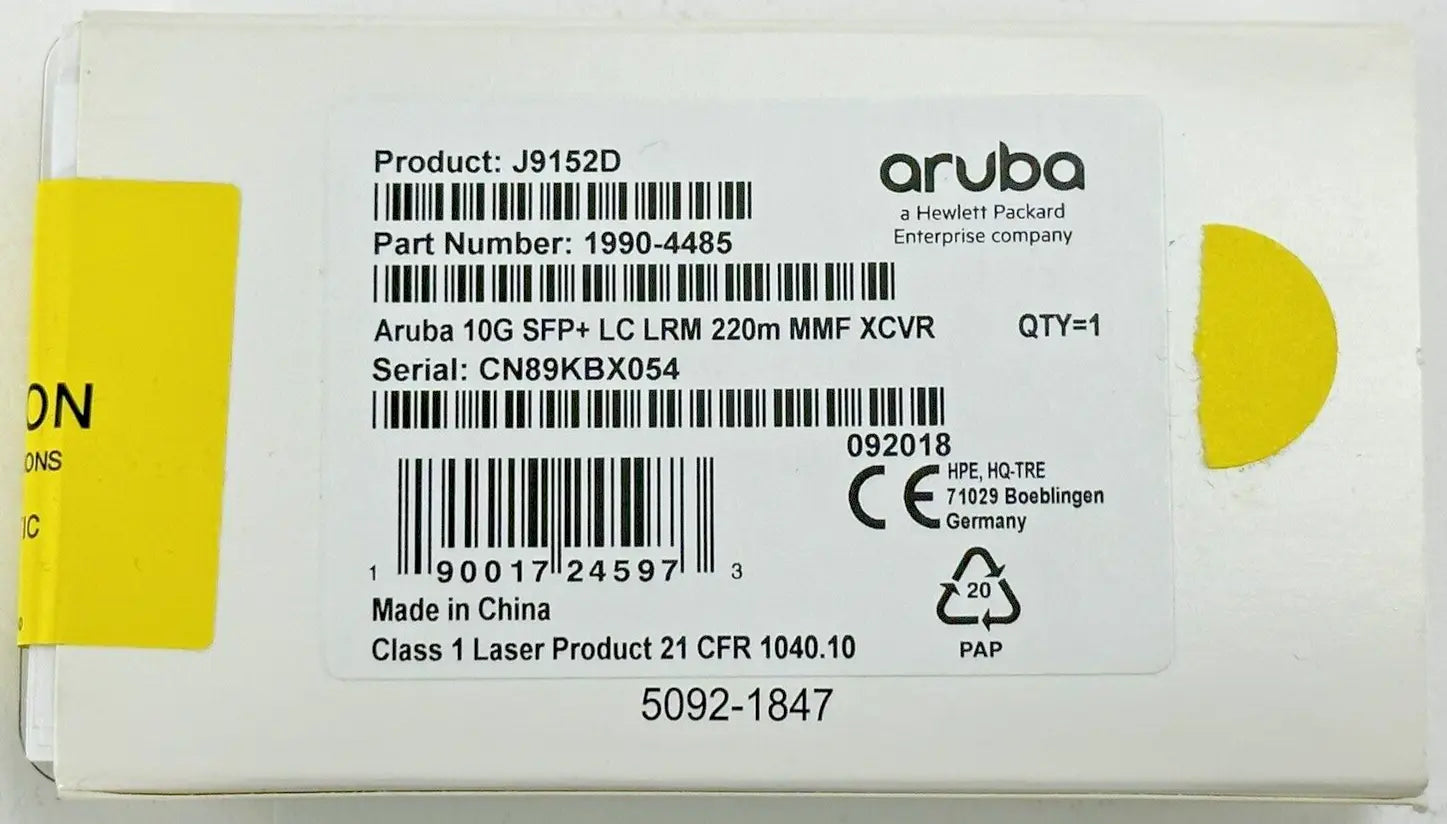 Product: J9152D
aruba
a Hewlett Packard
Enterprise company
Part Number: 1990-4485
Aruba 10G SFP+ LC LRM 220m MMF XCVR QTY=1
Serial: CN89KBX054
092018
CE
HPE, HQ-TRE
71029 Boeblingen
Germany
1 90017 24597 3
20
PAP
Made in China
Class 1 Laser Product 21 CFR 1040.10
5092-1847
ON
ONS
IC